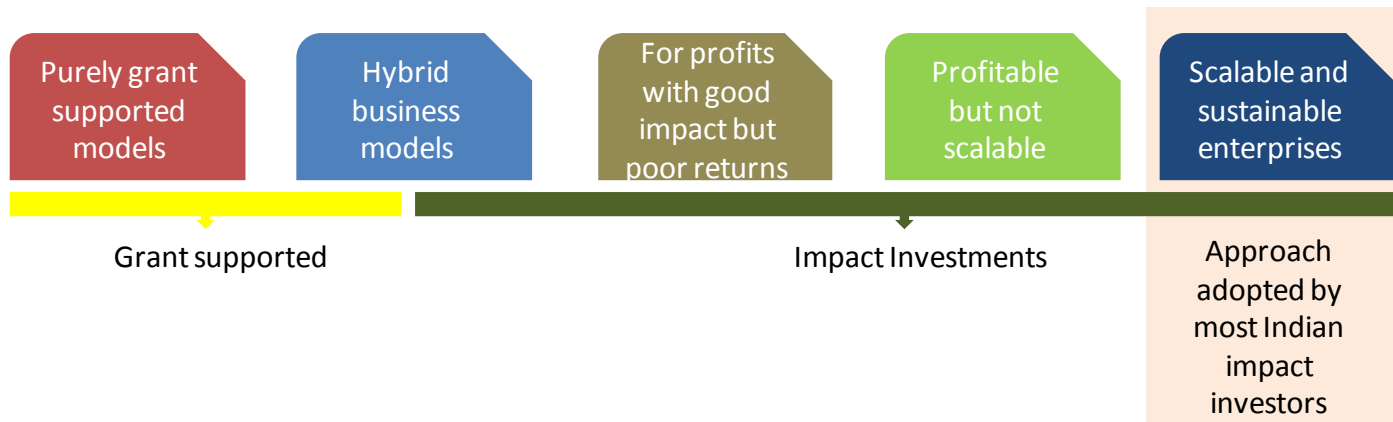 Purely grant
supported
models
Hybrid
business
models
For profits
with good
impact but
poor returns
Profitable
but not
scalable
Scalable and
sustainable
enterprises
Grant supported
Impact Investments
Approach
adopted by
most Indian
impact
investors